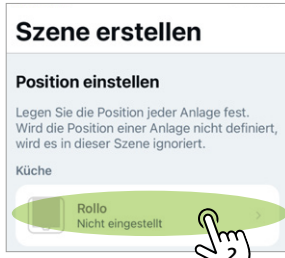 Szene erstellen
Position einstellen
Legen Sie die Position jeder Anlage fest.
Wird die Position einer Anlage nicht definiert,
wird es in dieser Szene ignoriert.
Küche
Rollo
Nicht eingestellt
2